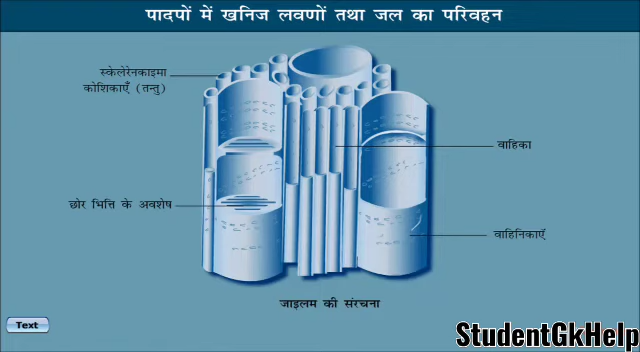 पादपों में खनिज लवणों तथा जल का परिवहन
स्केलेरेनकाइमा
कोशिकाएँ (तन्तु)
वाहिका
छोर भित्ति के अवशेष
वाहिनिकाएँ
जाइलम की संरचना
Text
StudentGkHelp